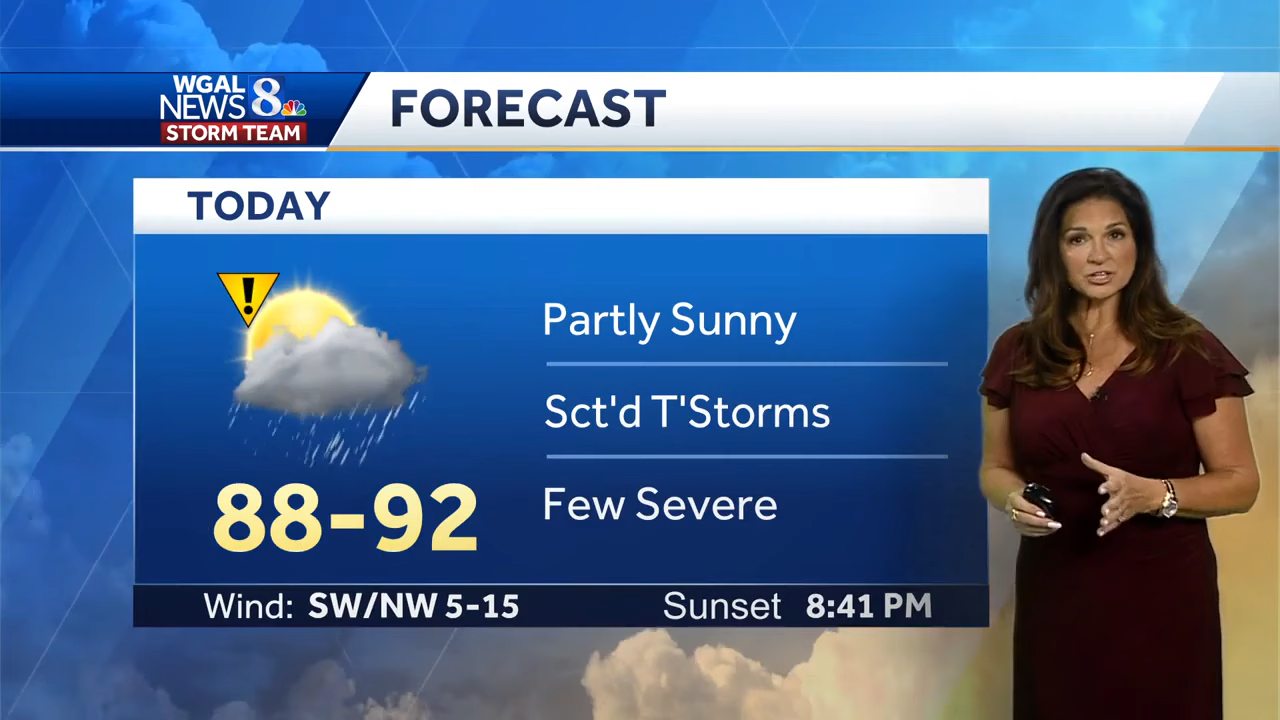 WGAL
NEWS 8
STORM TEAM
FORECAST
TODAY
!
Partly Sunny
Sct'd T'Storms
Few Severe
88-92
Wind: SW/NW 5-15
Sunset 8:41 PM